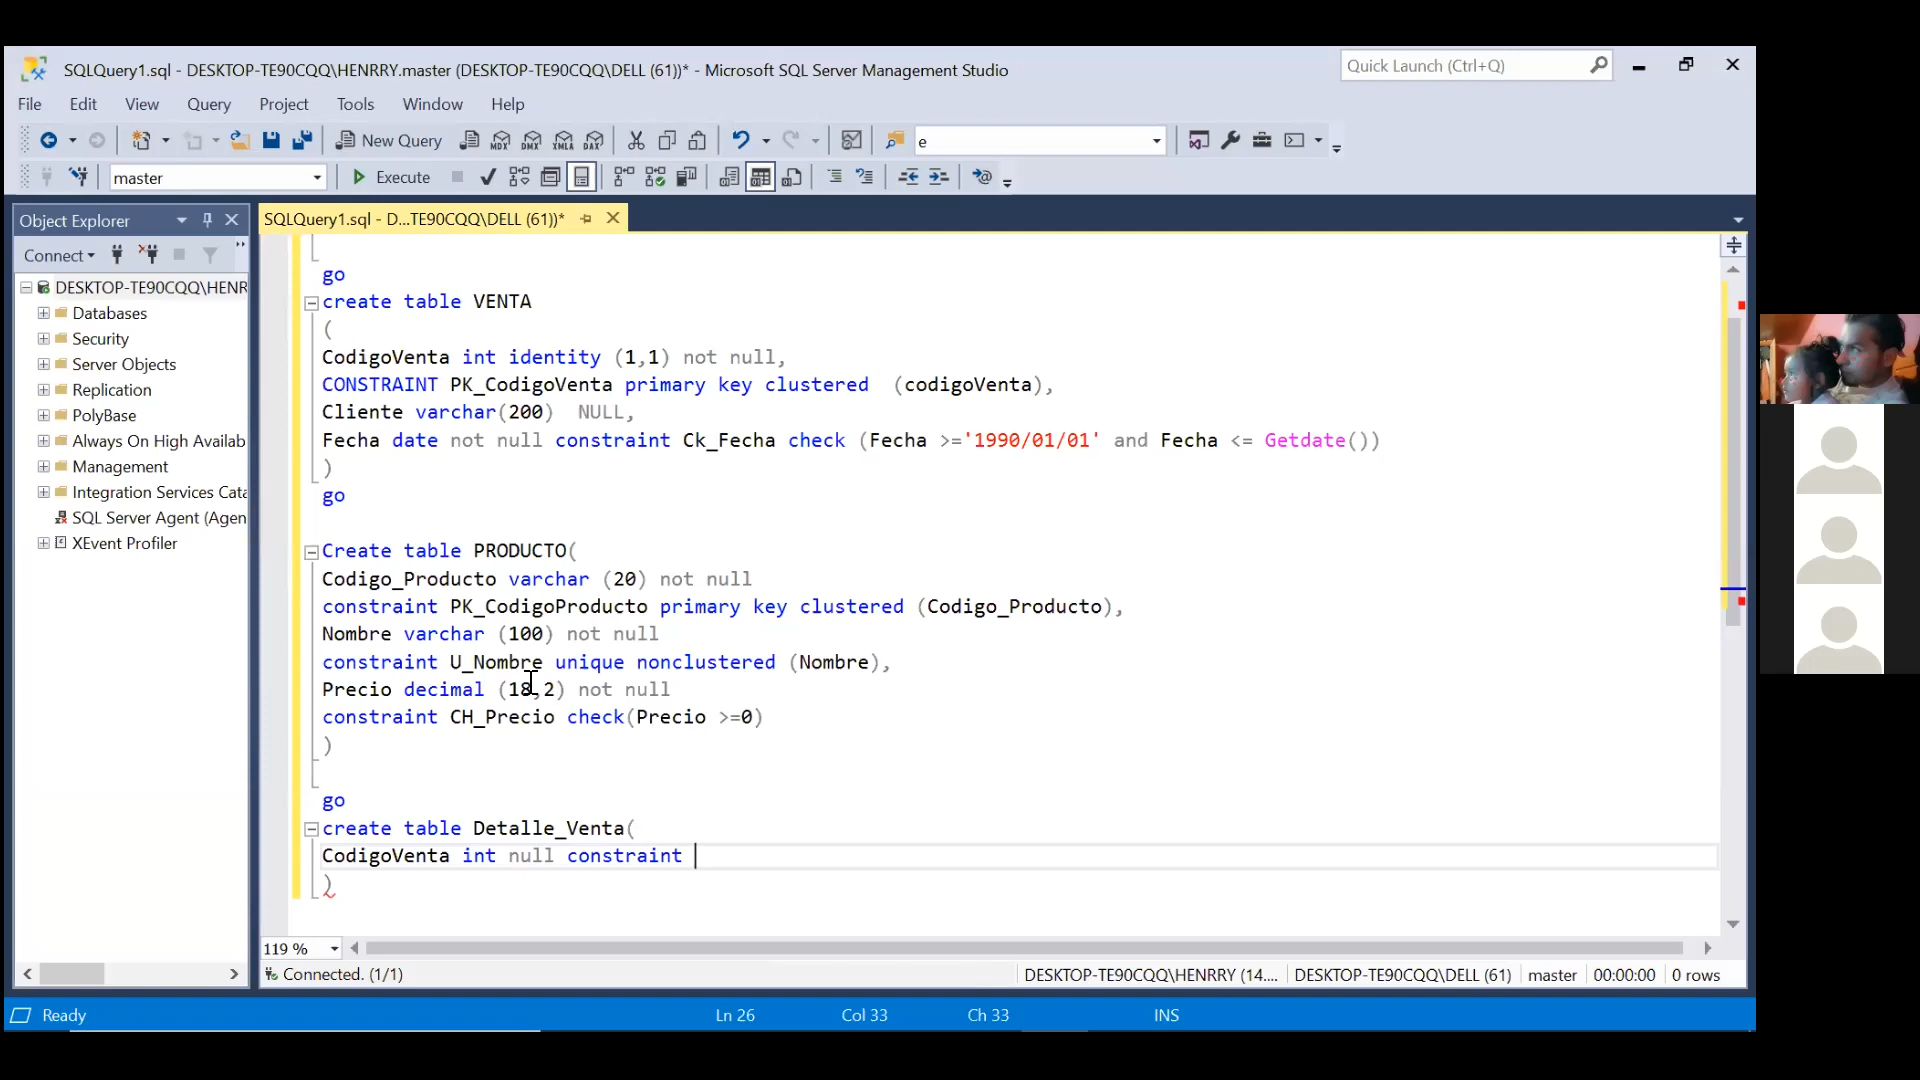 SQLQuery1.sql - DESKTOP-TE90CQQ\HENRRY.master (DESKTOP-TE90CQQ\DELL (61))* - Microsoft SQL Server Management Studio
Quick Launch (Ctrl+Q)
File Edit View Query Project Tools Window Help
New Query MDX DMX XMLA DAX e
master Execute
Object Explorer
SQLQuery1.sql - D...TE90CQQ\DELL (61))*
Connect
DESKTOP-TE90CQQ\HENR
Databases
Security
Server Objects
Replication
PolyBase
Always On High Availab
Management
Integration Services Cata
SQL Server Agent (Agen
XEvent Profiler
go
create table VENTA
(
CodigoVenta int identity (1,1) not null,
CONSTRAINT PK_CodigoVenta primary key clustered (codigoVenta),
Cliente varchar(200) NULL,
Fecha date not null constraint Ck_Fecha check (Fecha >='1990/01/01' and Fecha <= Getdate())
)
go
Create table PRODUCTO(
Codigo_Producto varchar (20) not null
constraint PK_CodigoProducto primary key clustered (Codigo_Producto),
Nombre varchar (100) not null
constraint U_Nombre unique nonclustered (Nombre),
Precio decimal (18,2) not null
constraint CH_Precio check(Precio >=0)
)
go
create table Detalle_Venta(
CodigoVenta int null constraint
)
119 %
Connected. (1/1)
DESKTOP-TE90CQQ\HENRRY (14.... DESKTOP-TE90CQQ\DELL (61) master 00:00:00 0 rows
Ready Ln 26 Col 33 Ch 33 INS